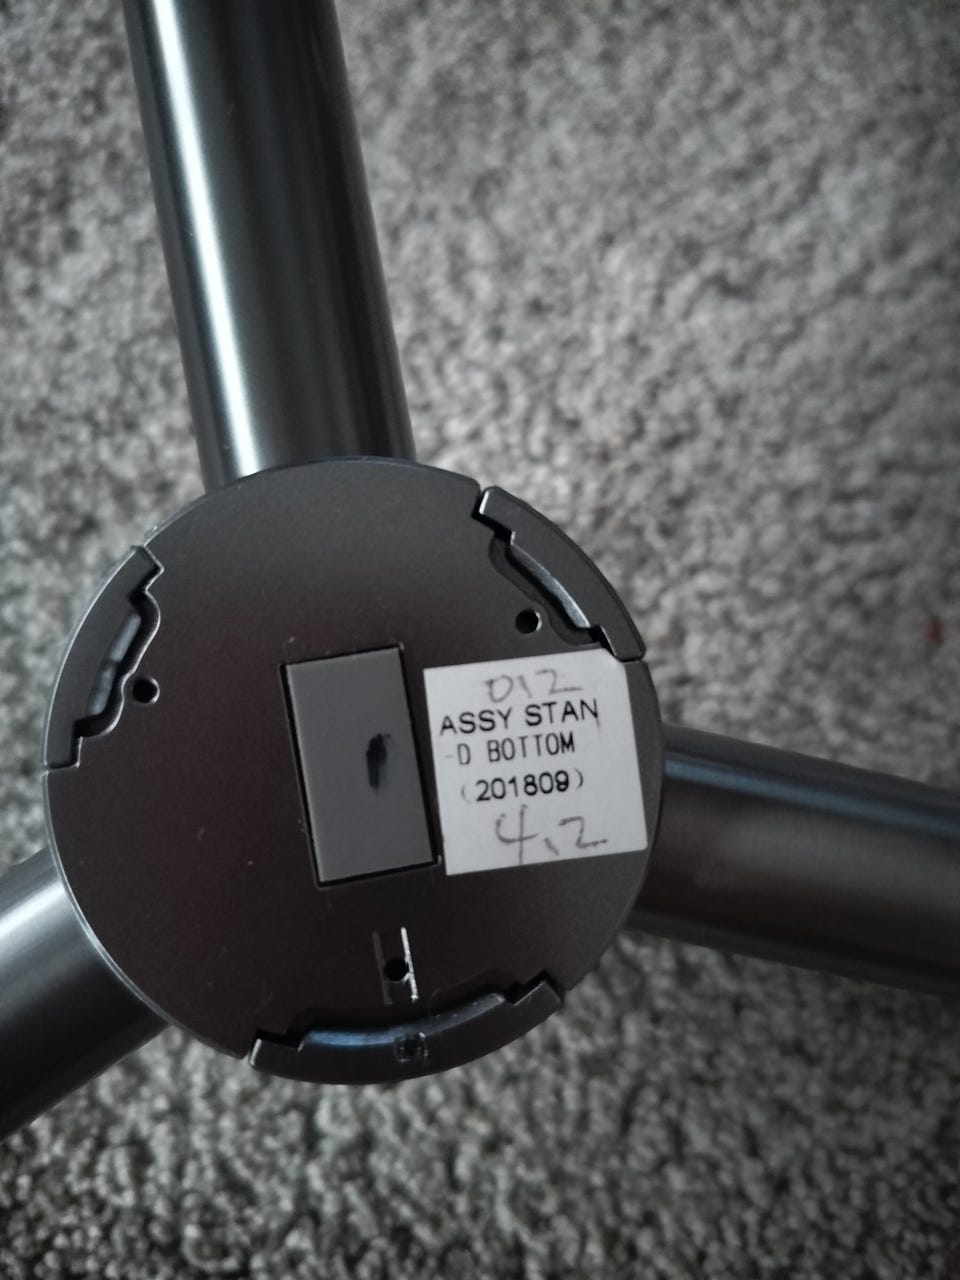 012
ASSY STAN
-D BOTTOM
(201809)
4.2